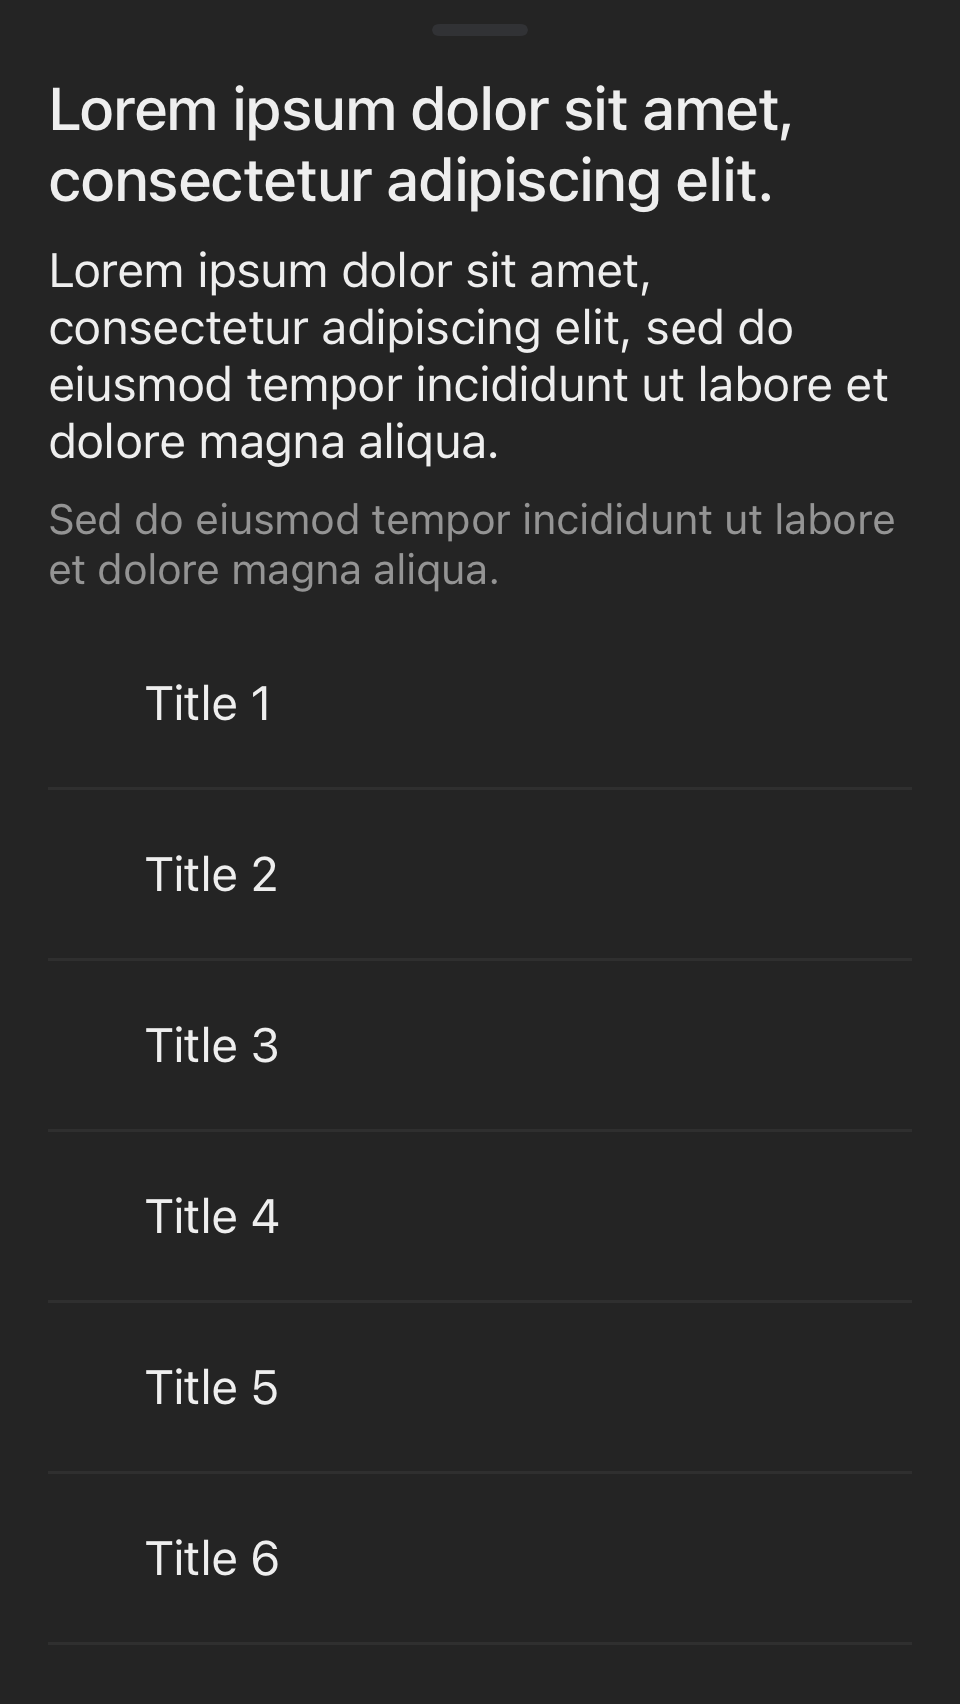 Lorem ipsum dolor sit amet,
consectetur adipiscing elit.
Lorem ipsum dolor sit amet,
consectetur adipiscing elit, sed do
eiusmod tempor incididunt ut labore et
dolore magna aliqua.
Sed do eiusmod tempor incididunt ut labore
et dolore magna aliqua.
Title 1
Title 2
Title 3
Title 4
Title 5
Title 6